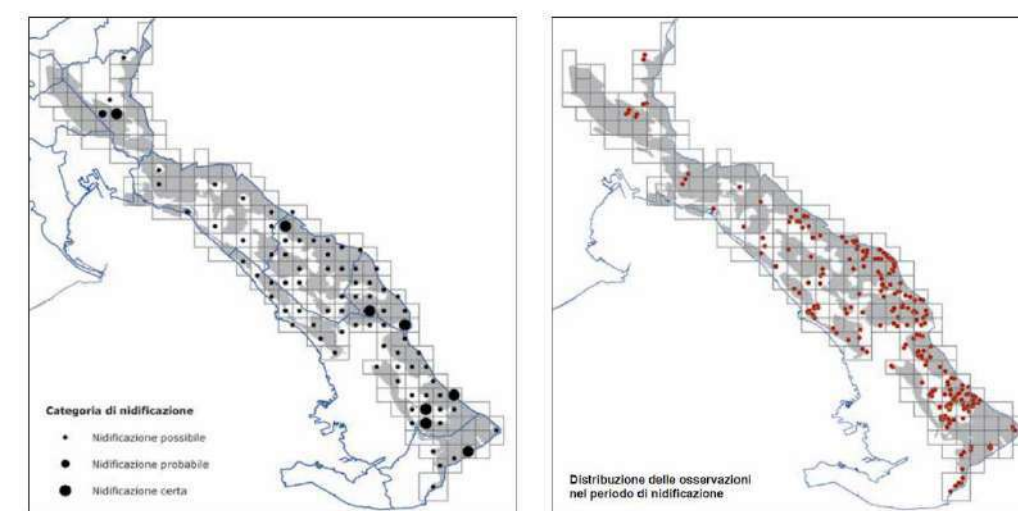 Categoria di nidificazione
Nidificazione possibile
Nidificazione probabile
Nidificazione certa
Distribuzione delle osservazioni
nel periodo di nidificazione